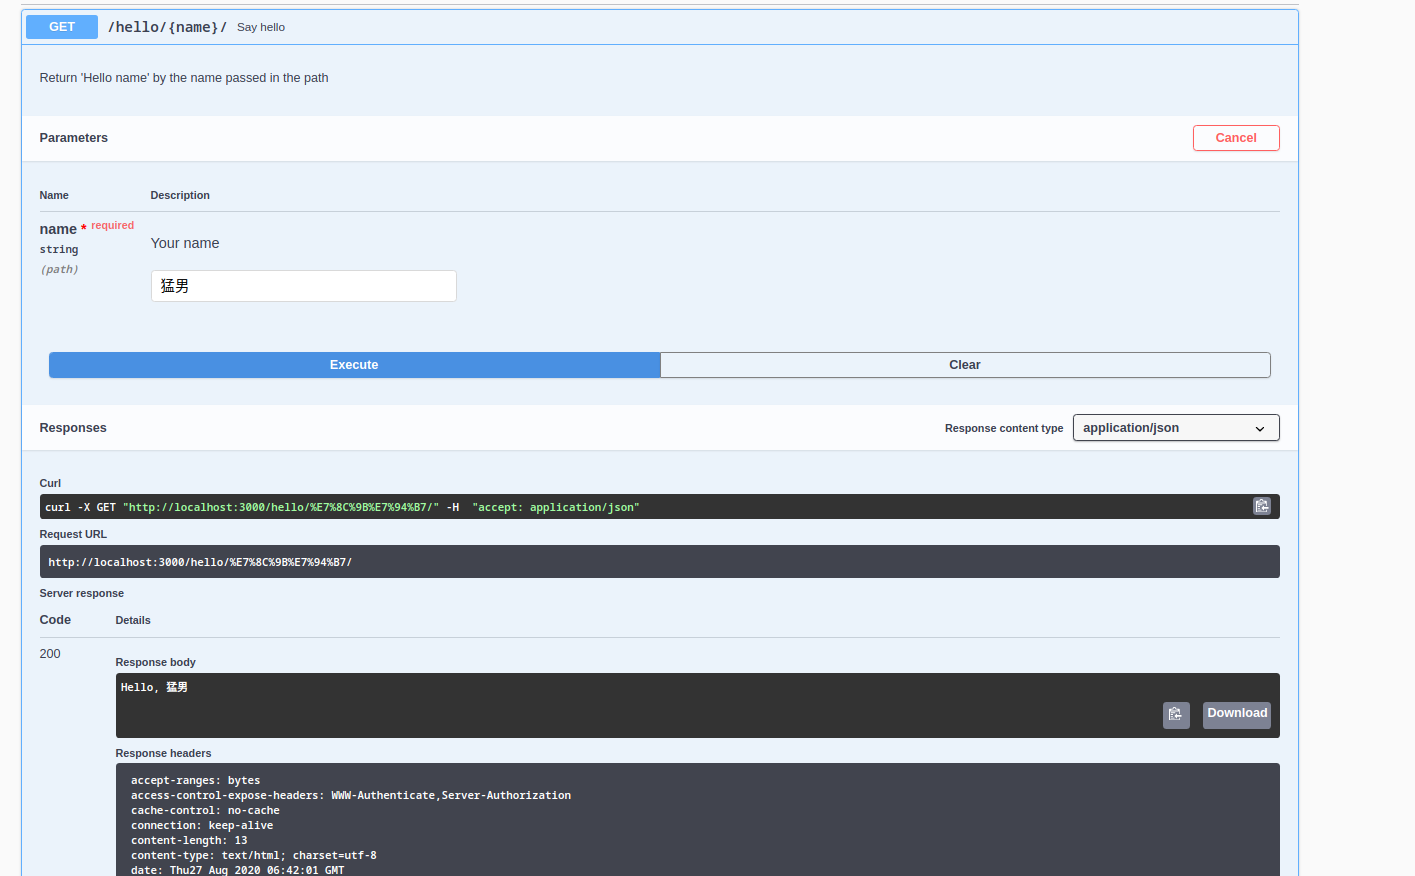 GET /hello/{name}/ Say hello
Return 'Hello name' by the name passed in the path
Parameters Cancel
Name Description
name * required
string
(path)
Your name
猛男
Execute Clear
Responses Response content type application/json
Curl
curl -X GET "http://localhost:3000/hello/%E7%8C%9B%E7%94%B7/" -H  "accept: application/json"
Request URL
http://localhost:3000/hello/%E7%8C%9B%E7%94%B7/
Server response
Code Details
200
Response body
Hello, 猛男
Download
Response headers
accept-ranges: bytes
access-control-expose-headers: WWW-Authenticate,Server-Authorization
cache-control: no-cache
connection: keep-alive
content-length: 13
content-type: text/html; charset=utf-8
date: Thu27 Aug 2020 06:42:01 GMT